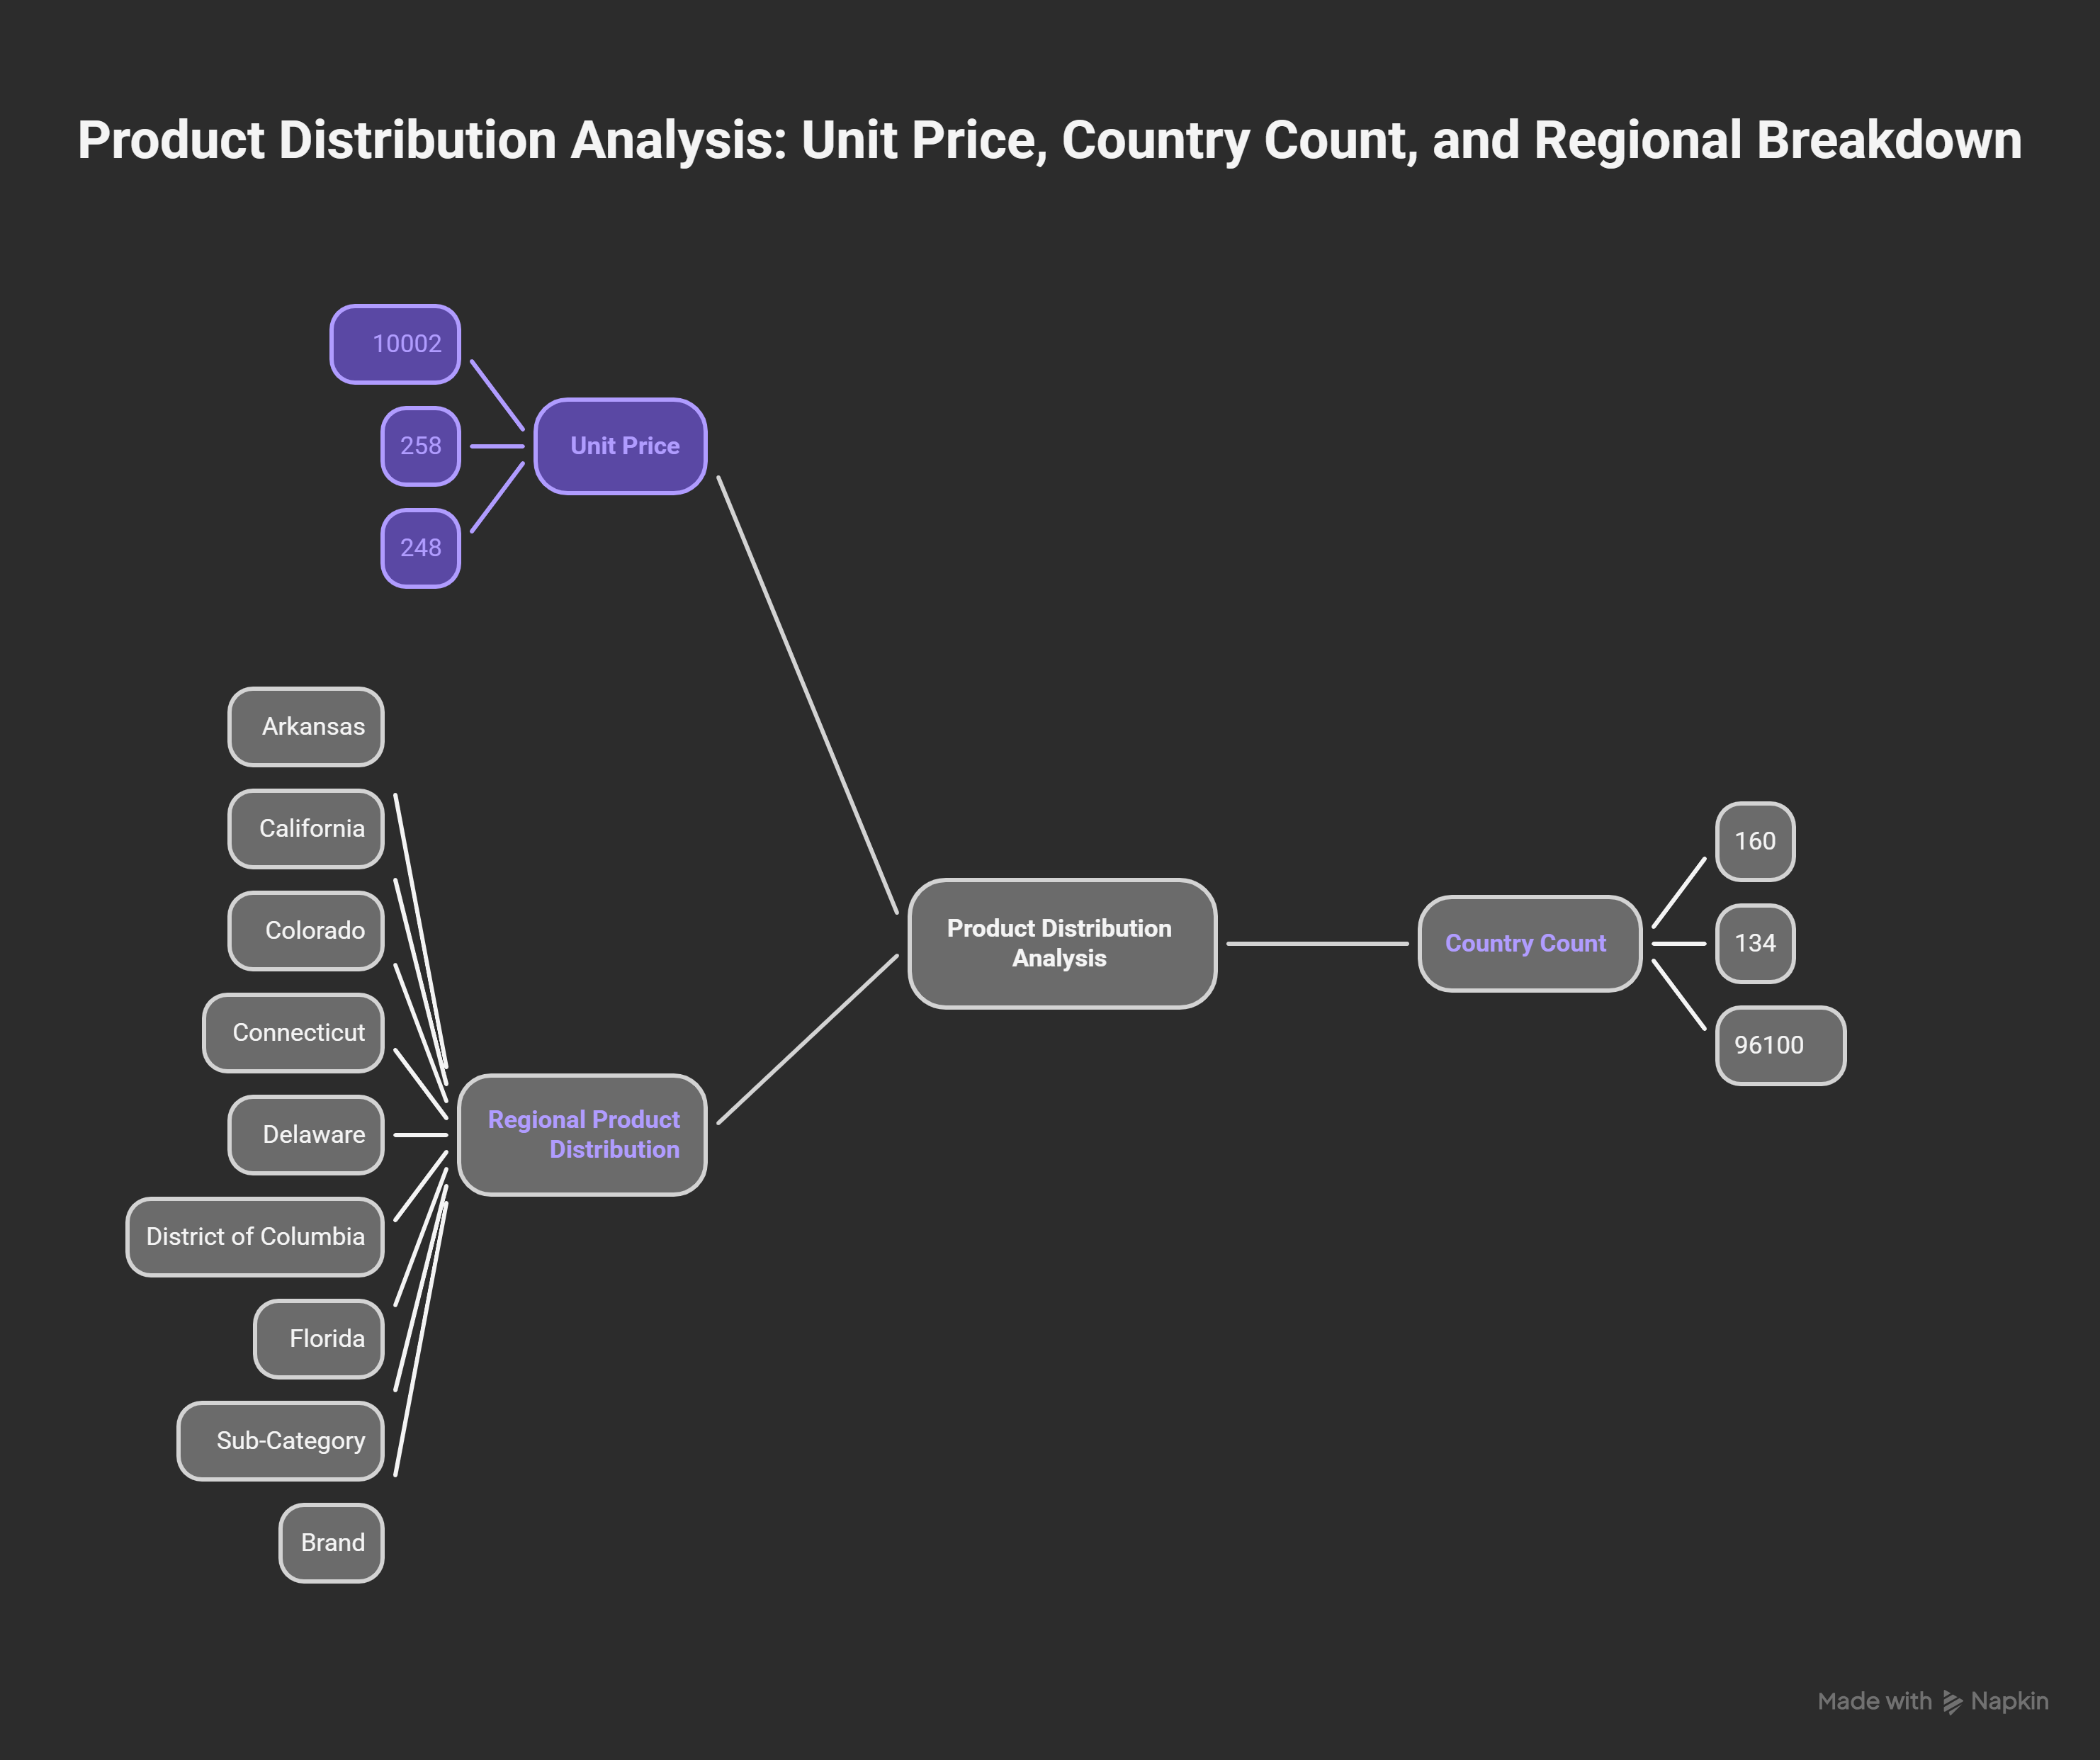 Product Distribution Analysis: Unit Price, Country Count, and Regional Breakdown
10002
258
248
Unit Price
Arkansas
California
Colorado
Connecticut
Delaware
District of Columbia
Florida
Sub-Category
Brand
Regional Product
Distribution
Product Distribution
Analysis
Country Count
160
134
96100
Made with Napkin